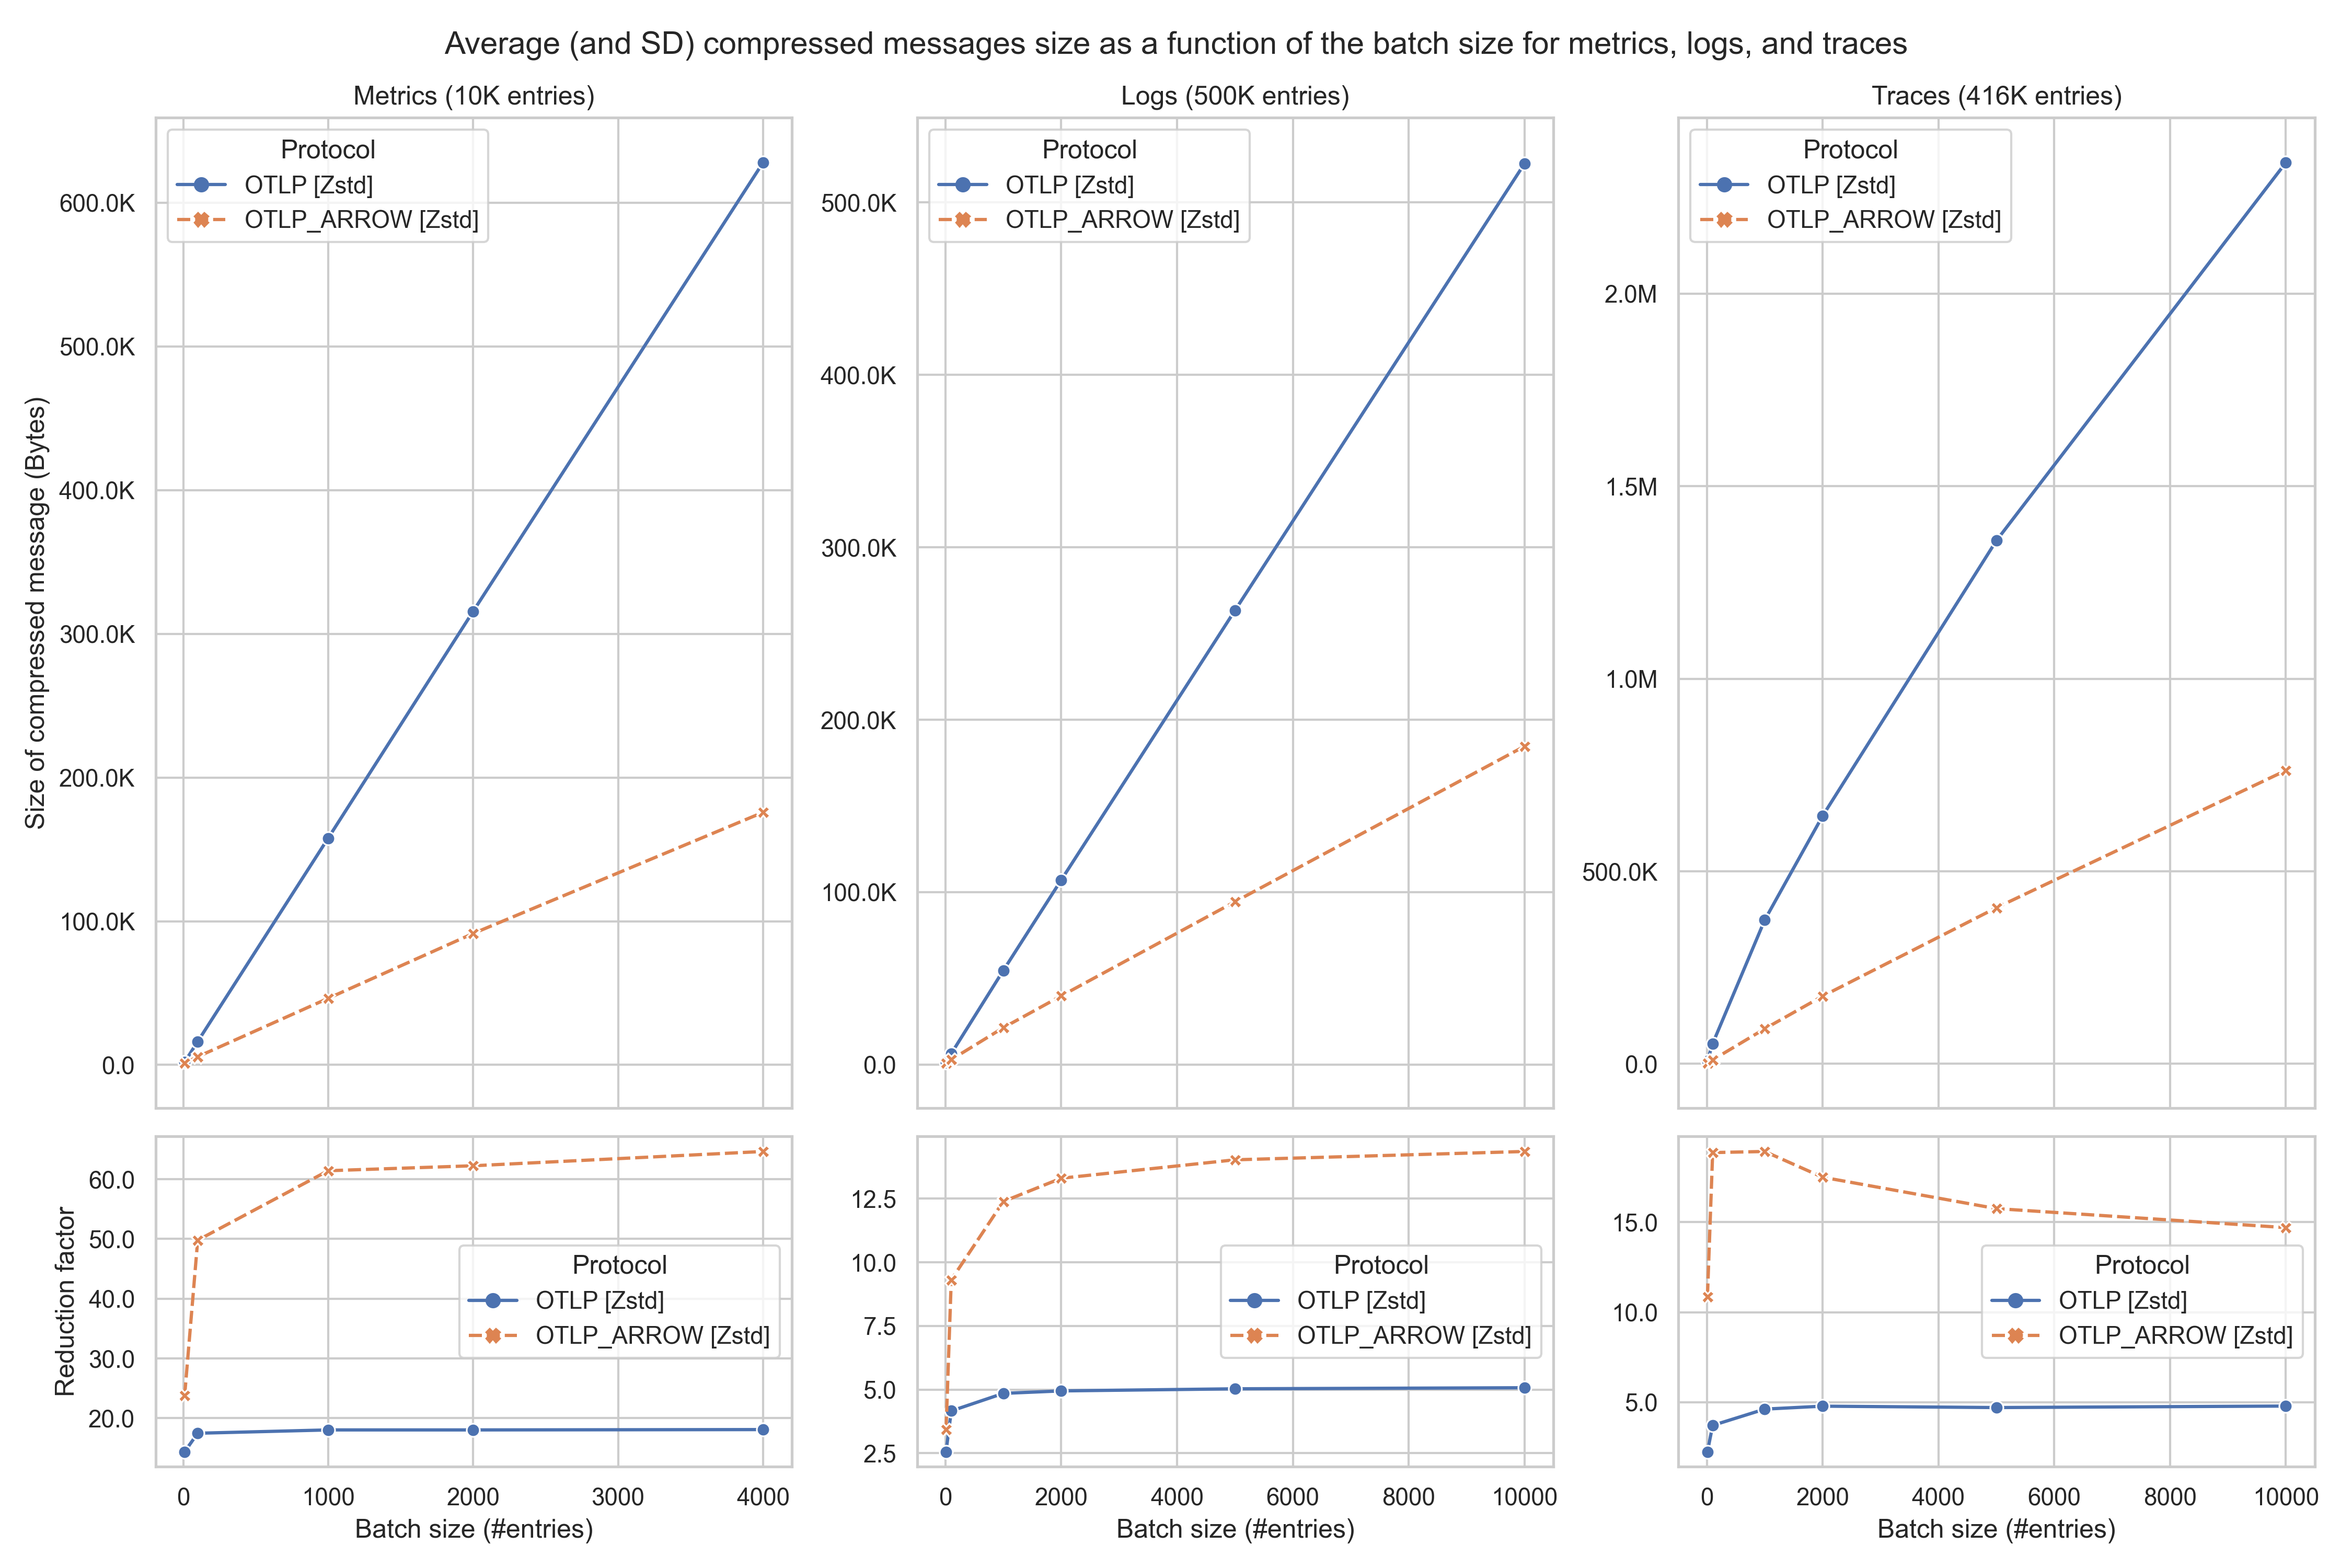 Average (and SD) compressed messages size as a function of the batch size for metrics, logs, and traces
Metrics (10K entries)
Protocol
OTLP [Zstd]
OTLP_ARROW [Zstd]
600.0K
500.0K
400.0K
300.0K
200.0K
100.0K
0.0
Size of compressed message (Bytes)
Logs (500K entries)
Protocol
OTLP [Zstd]
OTLP_ARROW [Zstd]
500.0K
400.0K
300.0K
200.0K
100.0K
0.0
Traces (416K entries)
Protocol
OTLP [Zstd]
OTLP_ARROW [Zstd]
2.0M
1.5M
1.0M
500.0K
0.0
60.0
50.0
40.0
30.0
20.0
Reduction factor
Protocol
OTLP [Zstd]
OTLP_ARROW [Zstd]
0 1000 2000 3000 4000
Batch size (#entries)
12.5
10.0
7.5
5.0
2.5
Protocol
OTLP [Zstd]
OTLP_ARROW [Zstd]
0 2000 4000 6000 8000 10000
Batch size (#entries)
15.0
10.0
5.0
Protocol
OTLP [Zstd]
OTLP_ARROW [Zstd]
0 2000 4000 6000 8000 10000
Batch size (#entries)